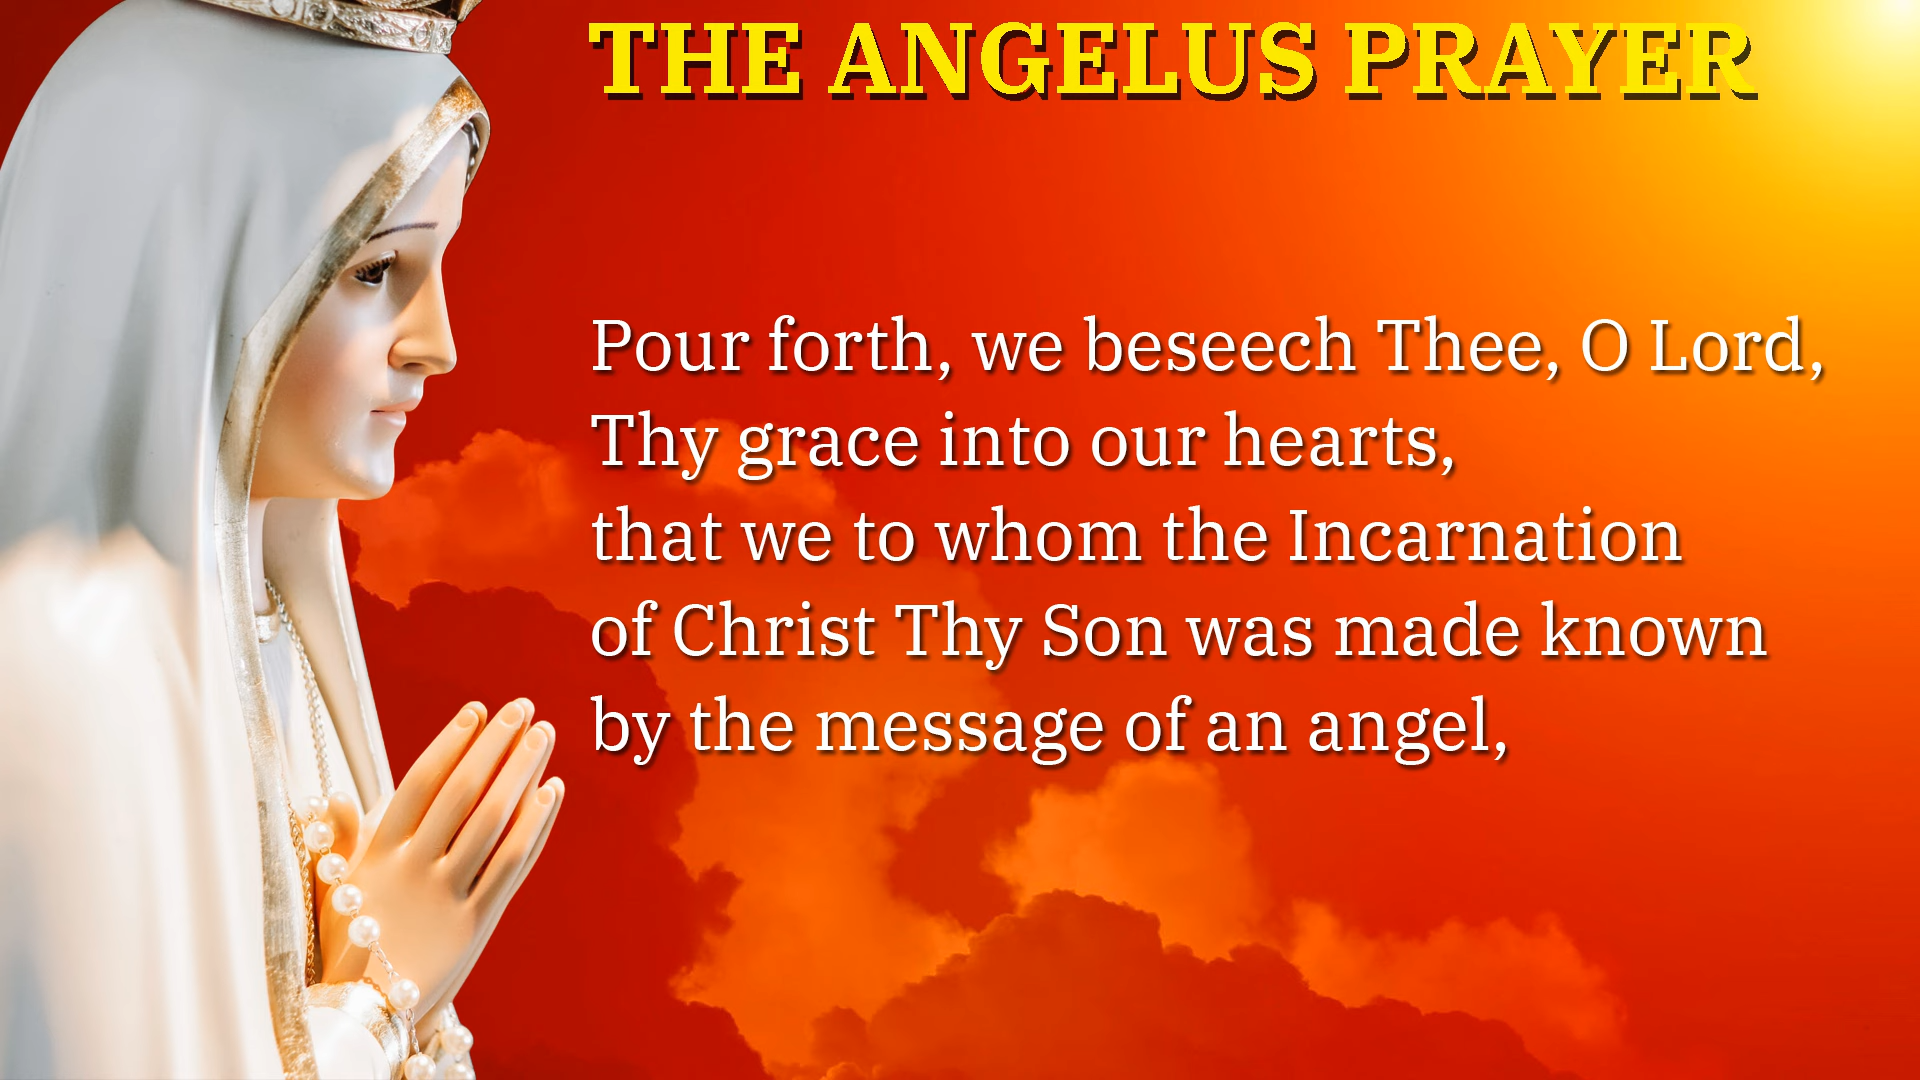 THE ANGELUS PRAYER
Pour forth, we beseech Thee, O Lord,
Thy grace into our hearts,
that we to whom the Incarnation
of Christ Thy Son was made known
by the message of an angel,